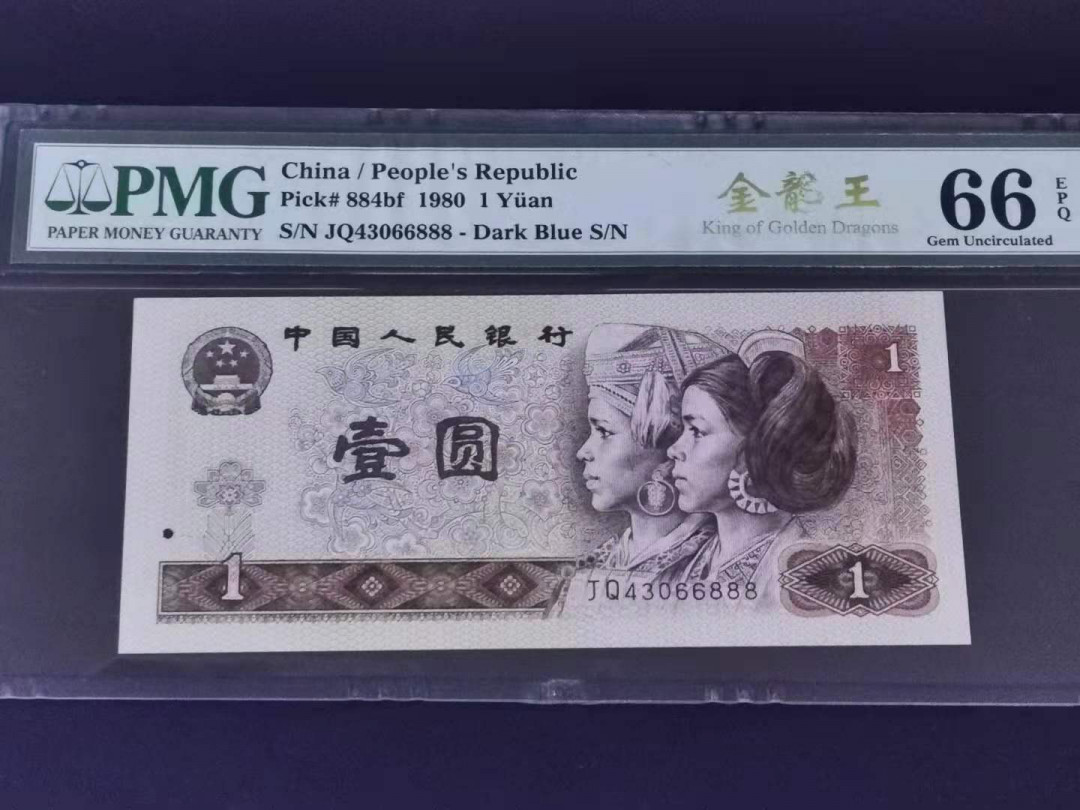 PMG
PAPER MONEY GUARANTY
China / People's Republic
Pick# 884bf 1980 1 Yüan
S/N JQ43066888 - Dark Blue S/N
金龍王
King of Golden Dragons
66
EPQ
Gem Uncirculated
中国人民银行
1
壹圆
1
JQ43066888
1